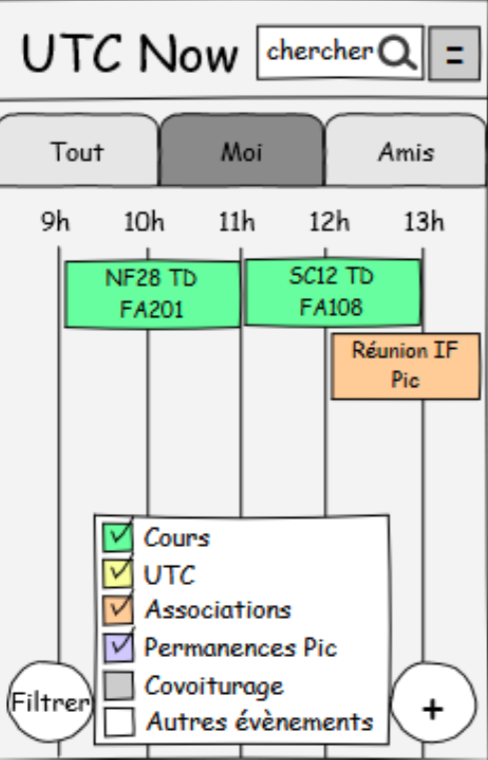 UTC Now chercher =
Tout Moi Amis
9h 10h 11h 12h 13h
NF28 TD
FA201
SC12 TD
FA108
Réunion IF
Pic
Cours
UTC
Associations
Permanences Pic
Covoiturage
Autres évènements
Filtrer
+